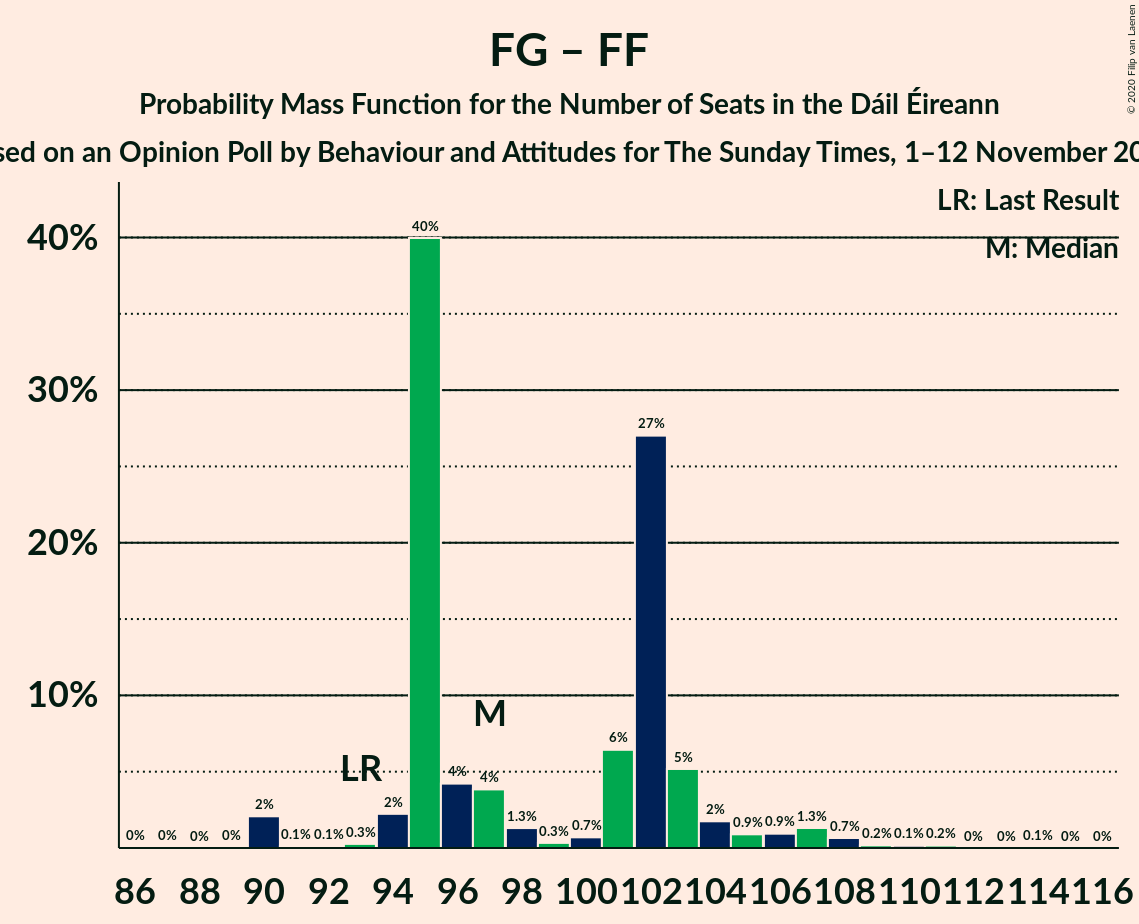 FG – FF
Probability Mass Function for the Number of Seats in the Dáil Éireann
on an Opinion Poll by Behaviour and Attitudes for The Sunday Times, 1–12 November
© 2020 Filip van Laenen
LR: Last Result
M: Median
40%
30%
20%
10%
0% 0% 0% 0% 2% 0.1% 0.1% 0.3% 2% 40% 4% 4% 1.3% 0.3% 0.7% 6% 27% 5% 2% 0.9% 0.9% 1.3% 0.7% 0.2% 0.1% 0.2% 0% 0% 0.1% 0% 0%
LR
M
86 88 90 92 94 96 98 100 102 104 106 108 110 112 114 116